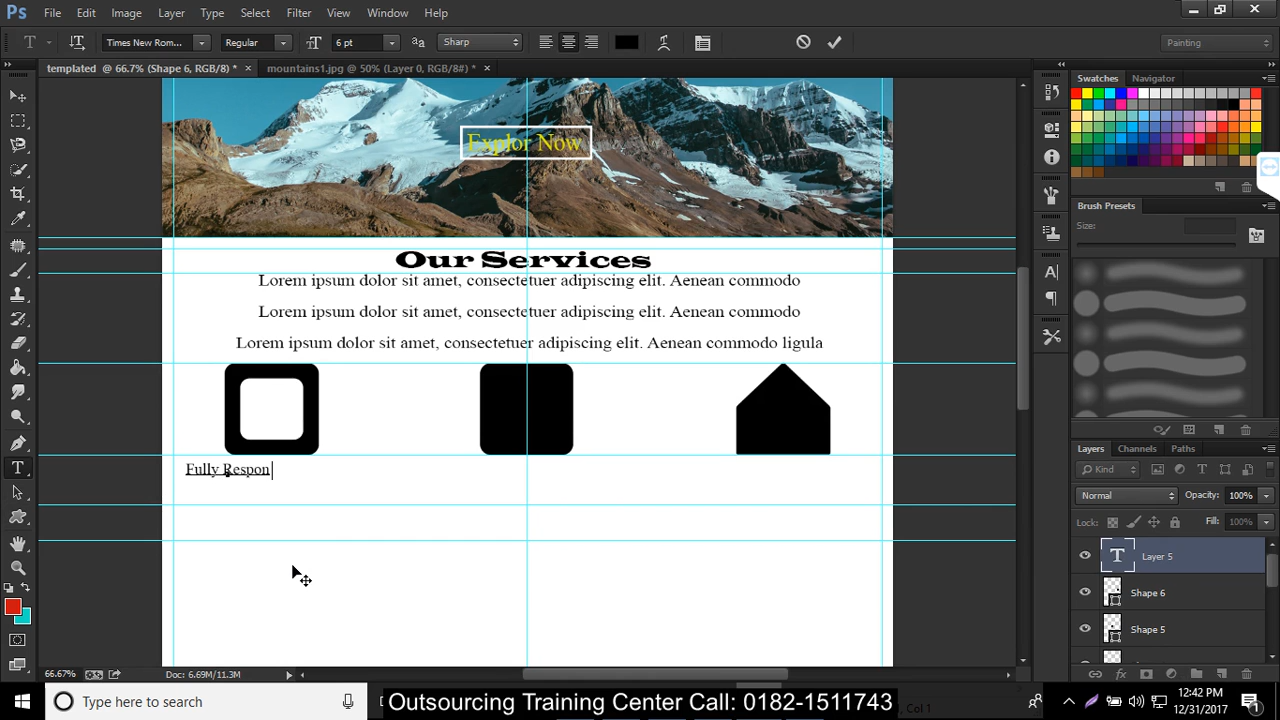 Ps File Edit Image Layer Type Select Filter View Window Help
T Times New Rom... Regular 6 pt aa Sharp Painting
templated @ 66.7% (Shape 6, RGB/8) * × mountains1.jpg @ 50% (Layer 0, RGB/8#) * ×
Swatches Navigator
Explor Now
Brush Presets
Size:
Our Services
Lorem ipsum dolor sit amet, consectetuer adipiscing elit. Aenean commodo
Lorem ipsum dolor sit amet, consectetuer adipiscing elit. Aenean commodo
Lorem ipsum dolor sit amet, consectetuer adipiscing elit. Aenean commodo ligula
Fully Respon
Layers Channels Paths
Kind
Normal Opacity: 100%
Lock: Fill: 100%
T Layer 5
Shape 6
Shape 5
66.67% Doc: 6.69M/11.3M
Type here to search
Outsourcing Training Center Call: 0182-1511743
12:42 PM
12/31/2017